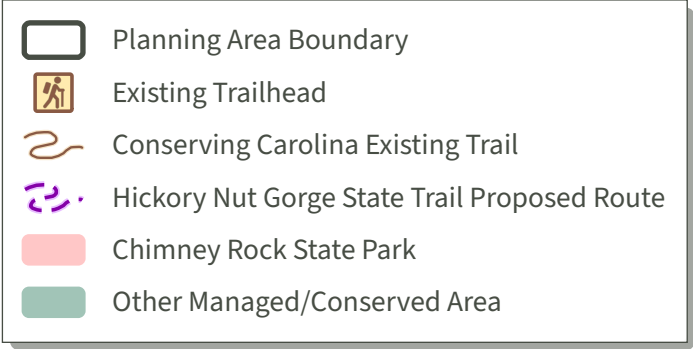 Planning Area Boundary
Existing Trailhead
Conserving Carolina Existing Trail
Hickory Nut Gorge State Trail Proposed Route
Chimney Rock State Park
Other Managed/Conserved Area